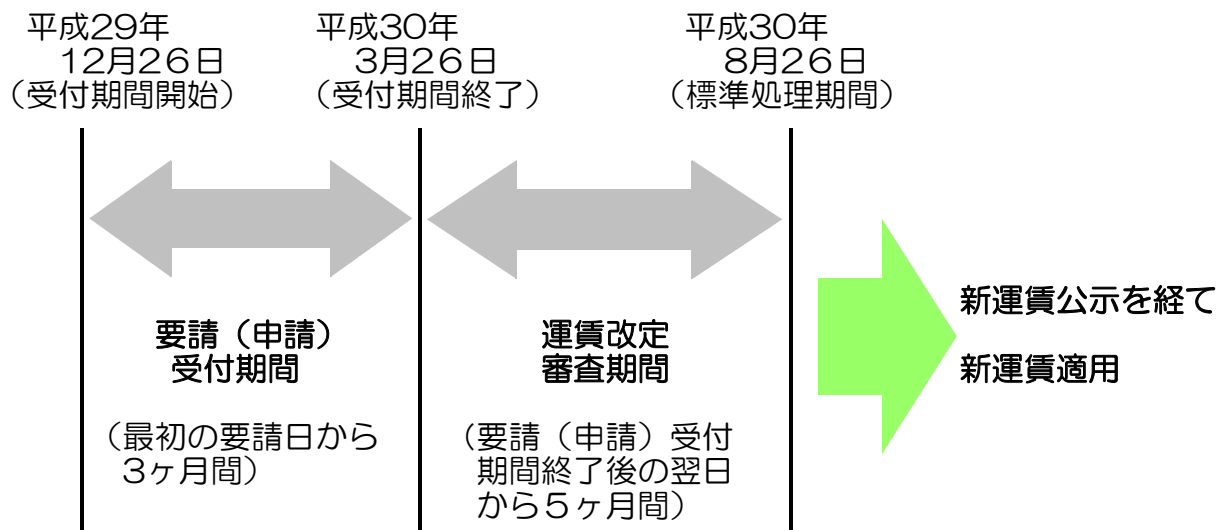 平成29年
12月26日
(受付期間開始)
平成30年
3月26日
(受付期間終了)
平成30年
8月26日
(標準処理期間)
要請(申請)
受付期間
(最初の要請日から
3ヶ月間)
運賃改定
審査期間
(要請(申請)受付
期間終了後の翌日
から5ヶ月間)
新運賃公示を経て
新運賃適用